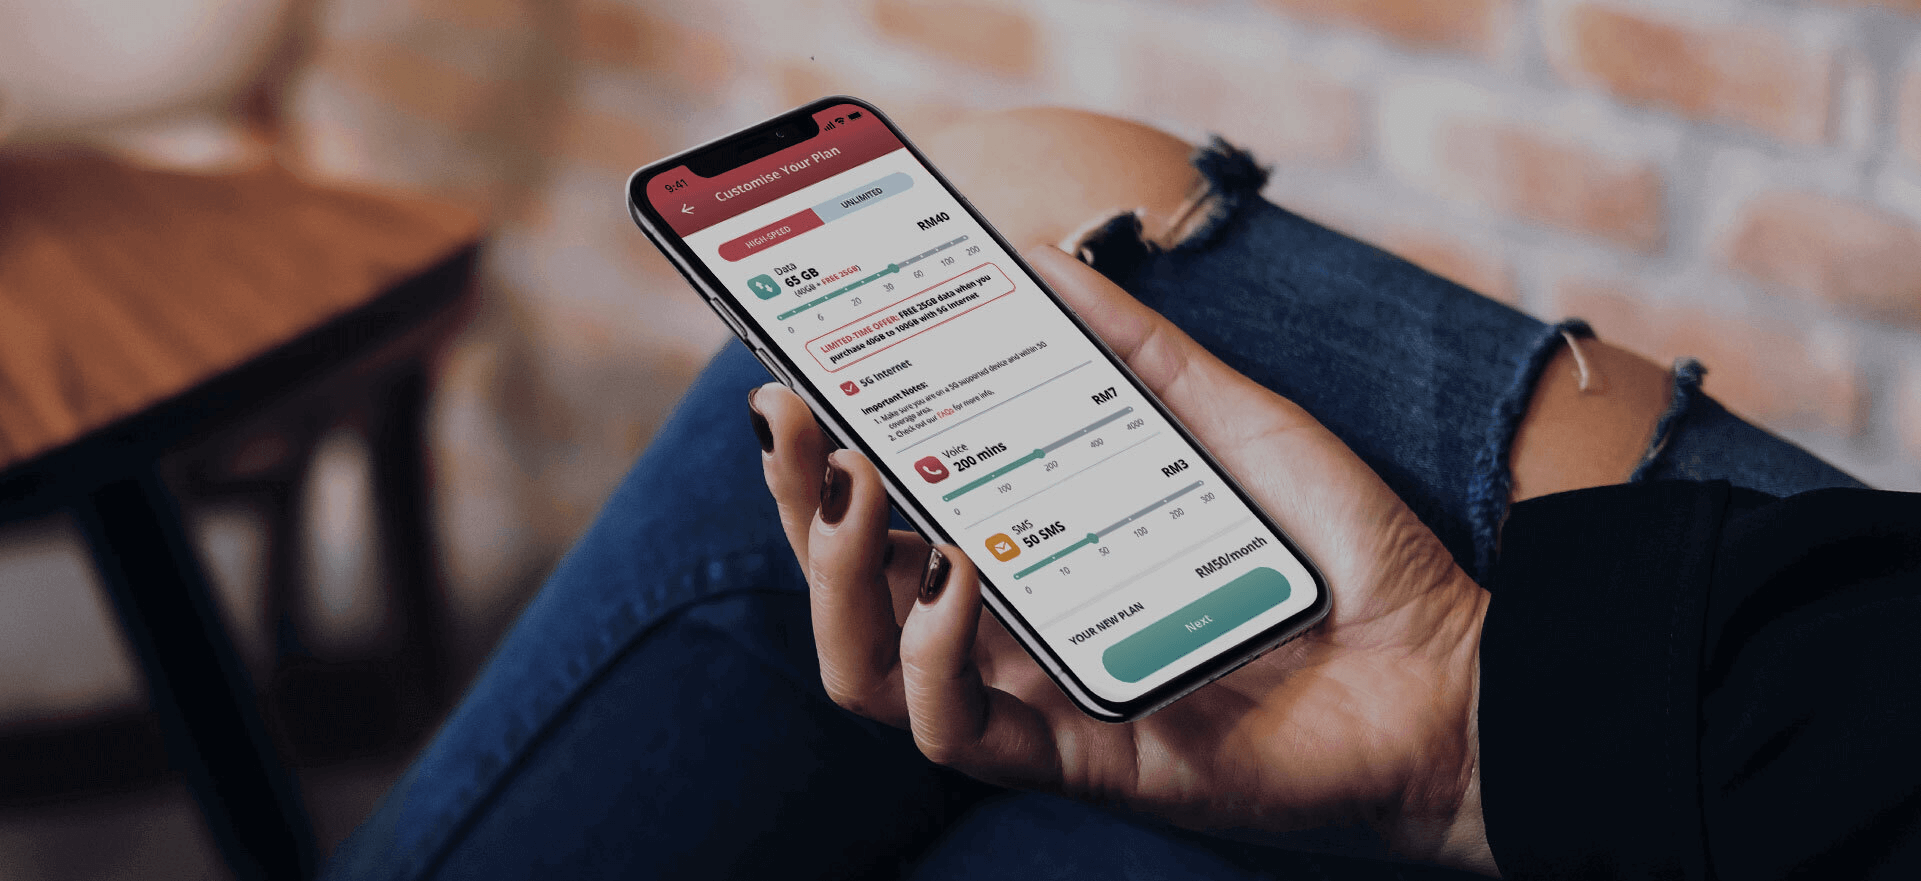 9:41
Customise Your Plan
HIGH-SPEED
UNLIMITED
Data
65 GB
(40GB + FREE 25GB)
RM40
0 6 20 30 60 100 200
LIMITED-TIME OFFER: FREE 25GB data when you
purchase 40GB to 100GB with 5G Internet
5G Internet
Important Notes:
1. Make sure you are on a 5G supported device and within 5G
coverage area.
2. Check out our FAQs for more info.
Voice
200 mins
RM7
0 100 200 400 4000
SMS
50 SMS
RM3
0 10 50 100 200 300
YOUR NEW PLAN
RM50/month
Next